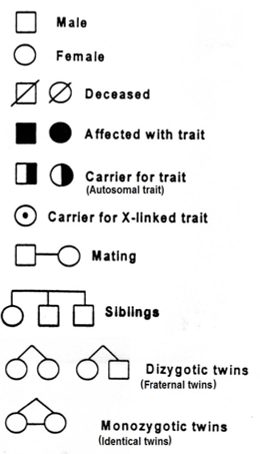 Male
Female
Deceased
Affected with trait
Carrier for trait
(Autosomal trait)
Carrier for X-linked trait
Mating
Siblings
Dizygotic twins
(Fraternal twins)
Monozygotic twins
(Identical twins)